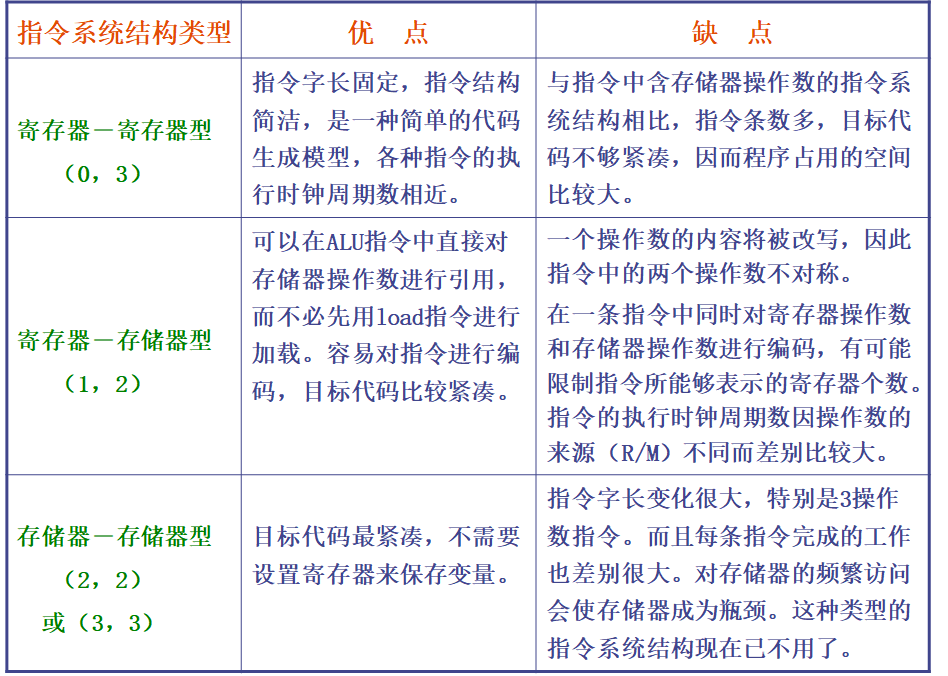 指令系统结构类型
优 点
缺 点
寄存器－寄存器型
（0，3）
指令字长固定，指令结构
简洁，是一种简单的代码
生成模型，各种指令的执
行时钟周期数相近。
与指令中含存储器操作数的指令系
统结构相比，指令条数多，目标代
码不够紧凑，因而程序占用的空间
比较大。
寄存器－存储器型
（1，2）
可以在ALU指令中直接对
存储器操作数进行引用，
而不必先用load指令进行
加载。容易对指令进行编
码，目标代码比较紧凑。
一个操作数的内容将被改写，因此
指令中的两个操作数不对称。
在一条指令中同时对寄存器操作数
和存储器操作数进行编码，有可能
限制指令所能够表示的寄存器个数。
指令的执行时钟周期数因操作数的
来源（R/M）不同而差别比较大。
存储器－存储器型
（2，2）
或（3，3）
目标代码最紧凑，不需要
设置寄存器来保存变量。
指令字长变化很大，特别是3操作
数指令。而且每条指令完成的工作
也差别很大。对存储器的频繁访问
会使存储器成为瓶颈。这种类型的
指令系统结构现在已不用了。